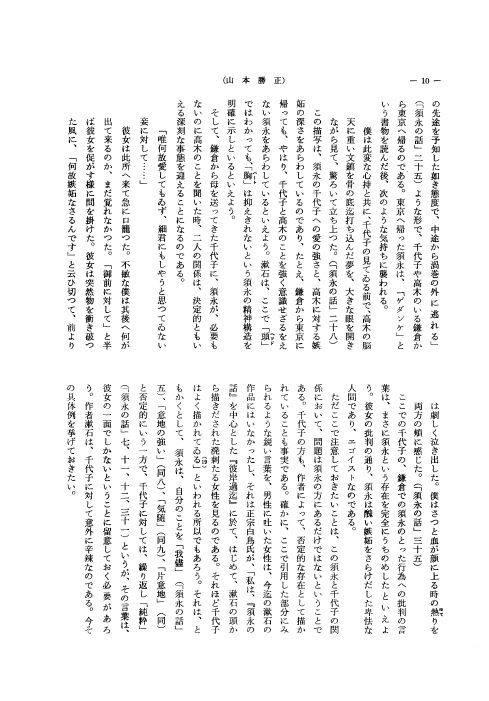 (山本勝正)
— 10 —
の先途を予知した如き態度で、中途から渦巻の外に逃れる」
(「須永の話」二十五)ような形で、千代子や高木のいる鎌倉か
ら東京へ帰るのである。東京へ帰った須永は、「ゲダンケ」と
いう書物を読んだ後、次のような気持ちに襲われる。
僕は此変な心持と共に、千代子の見てゐる前で、高木の脳
天に重い文鎮を骨の底迄打ち込んだ夢を、大きな眼を開き
ながら見て、驚ろいて立ち上った。(「須永の話」二十八)
この描写は、須永の千代子への愛の強さと、高木に対する嫉
妬の深さをあらわしているのであり、たとえ、鎌倉から東京に
帰っても、やはり、千代子と高木のことを強く意識せざるをえ
ない須永をあらわしているといえよう。漱石は、ここで「頭」
ではわかっても、「胸」は抑えきれないという須永の精神構造を
明確に示しているといえよう。
そして、鎌倉から母を送ってきた千代子に、須永が、必要も
ないのに高木のことを聞いた時、二人の関係は、決定的ともい
える深刻な事態を迎えることになるのである。
「唯何故愛してもゐず、細君にもしやうと思つてゐない
妾に対して……」
彼女は此所へ来て急に口籠つた。不敏な僕は其後へ何が
出て来るのか、まだ覚れなかつた。「御前に対して」と半
ば彼女を促がす様に問を掛けた。彼女は突然物を衝き破つ
た風に、「何故嫉妬なさるんです」と云ひ切つて、前より
は劇しく泣き出した。僕はさつと血が顔に上る時の熱りを
両方の頬に感じた。(「須永の話」三十五)
ここでの千代子の、鎌倉での須永のとった行為への批判の言
葉は、まさに須永という存在を完全にうちのめしたといえよ
う。彼女の批判の通り、須永は醜い嫉妬をさらけだした卑怯な
人間であり、エゴイストなのである。
ただここで注意しておきたいことは、この須永と千代子の関
係において、問題は須永の方にあるだけではないということで
ある。千代子の方も、作者によって、否定的な存在として描か
れていることも事実である。確かに、ここで引用した部分にみ
られるような鋭い言葉を、男性に吐いた女性は、今迄の漱石の
作品にはいなかったし、それは正宗白鳥氏が、「私は、『須永の
話』を中心とした『彼岸過迄』に於て、はじめて、漱石の頭か
ら描きだされた溌剌たる女性を見るのである。それほど千代子
はよく描かれてゐる」といわれる所以でもあろう。それは、と
もかくとして、須永は、自分のことを「我儘」(「須永の話」
五)、「意地の強い」(同八)、「気随」(同九)、「片意地」(同)
と否定的にいう一方で、千代子に対しては、繰り返し「純粋」
(「須永の話」七、十一、十二、三十一)というが、その言葉は、
彼女の一面でしかないということに留意しておく必要があろ
う。作者漱石は、千代子に対して意外に辛辣なのである。今そ
の具体例を挙げておきたい。